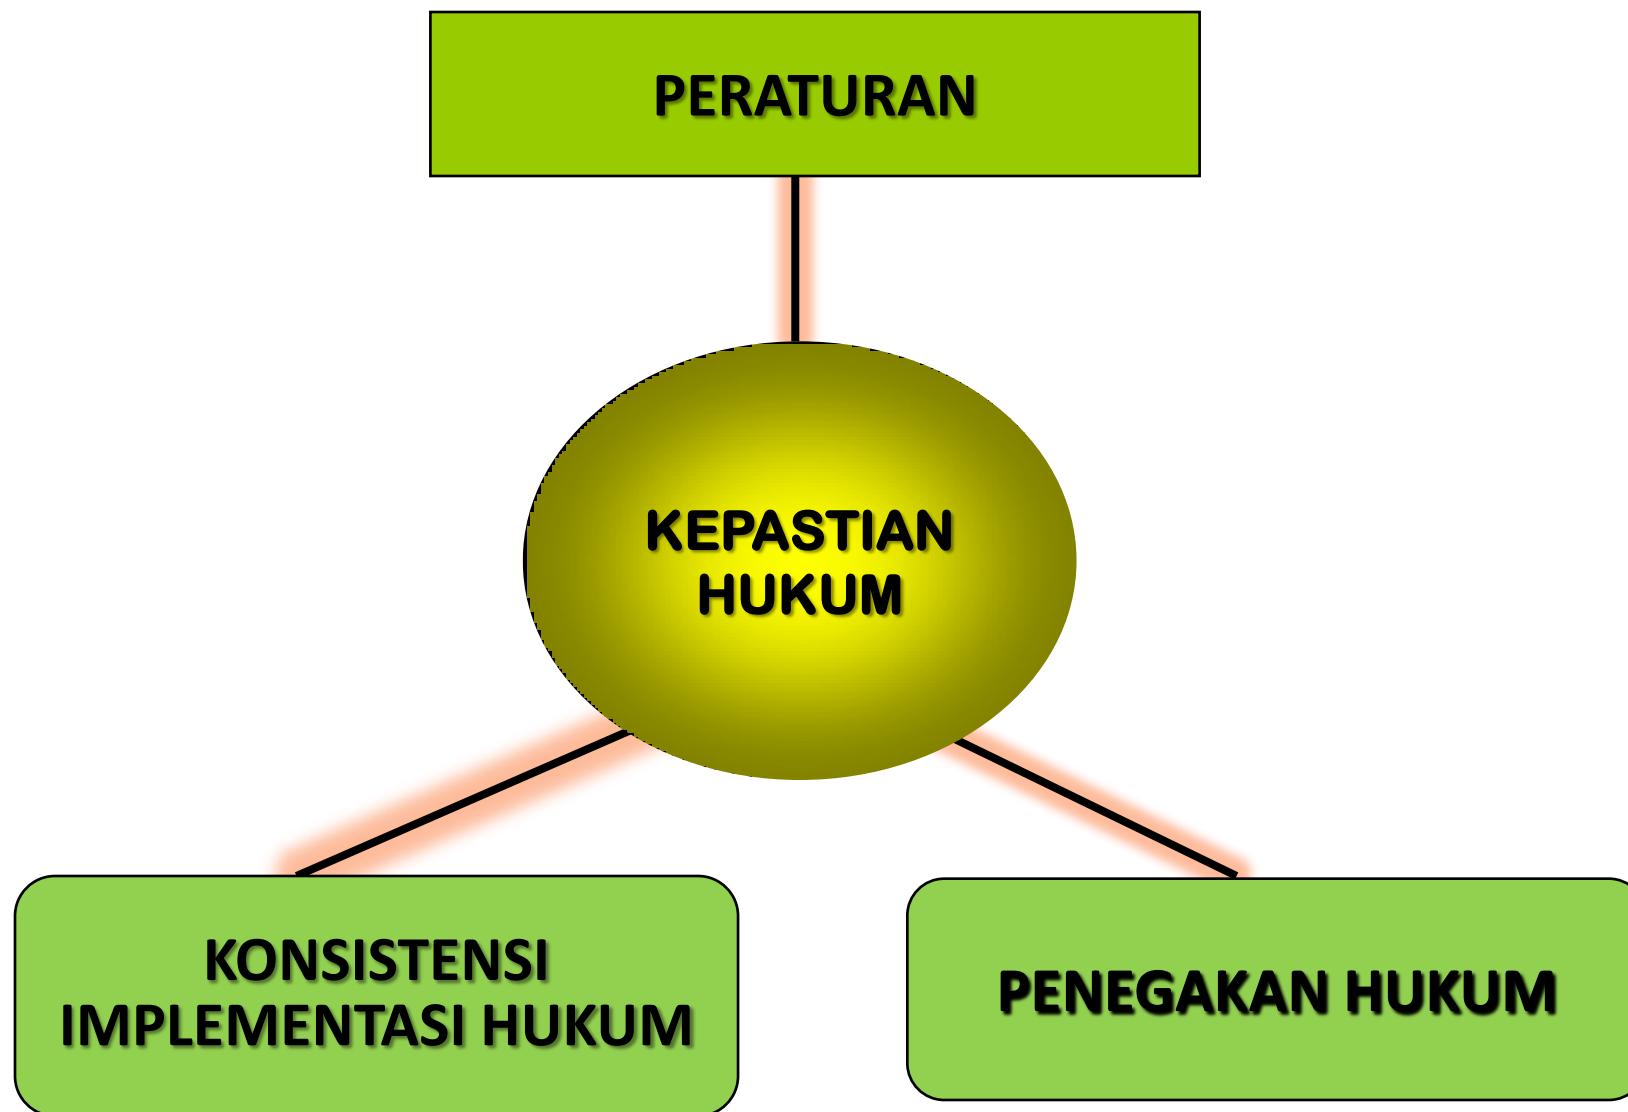 PERATURAN
KEPASTIAN
HUKUM
KONSISTENSI
IMPLEMENTASI HUKUM
PENEGAKAN HUKUM